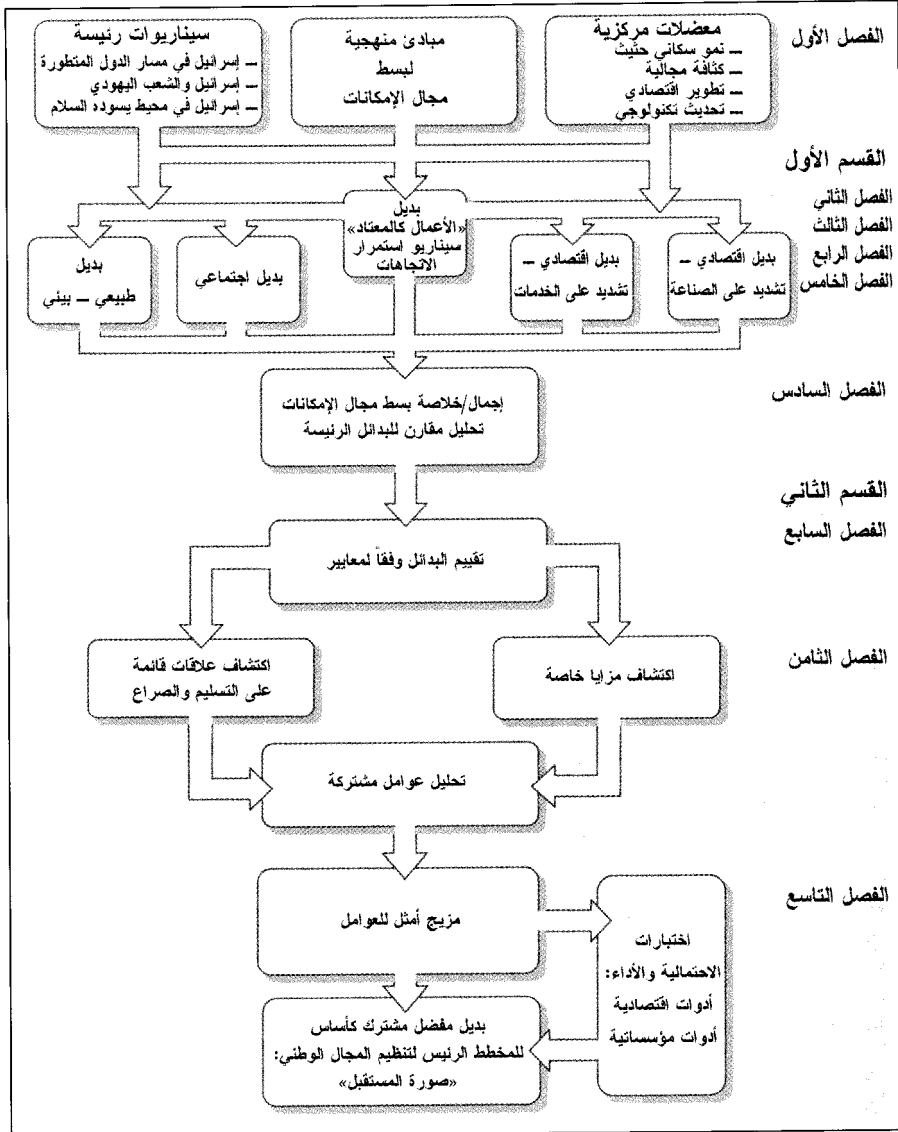 الفصل الأول
معضلات مركزية
ـ نمو سكاني حثيث
ـ كثافة مجالية
ـ تطوير اقتصادي
ـ تحديث تكنولوجي
مبادئ منهجية
لبسط
مجال الإمكانات
سيناريوات رئيسة
ـ إسرائيل في مسار الدول المتطورة
ـ إسرائيل والشعب اليهودي
ـ إسرائيل في محيط يسوده السلام
القسم الأول
الفصل الثاني
الفصل الثالث
الفصل الرابع
الفصل الخامس
بديل اقتصادي ـ
تشديد على الصناعة
بديل اقتصادي ـ
تشديد على الخدمات
بديل
«الأعمال كالمعتاد»
سيناريو استمرار
الاتجاهات
بديل اجتماعي
بديل
طبيعي ـ بيئي
الفصل السادس
إجمال/خلاصة بسط مجال الإمكانات
تحليل مقارن للبدائل الرئيسة
القسم الثاني
الفصل السابع
تقييم البدائل وفقاً لمعايير
الفصل الثامن
اكتشاف مزايا خاصة
اكتشاف علاقات قائمة
على التسليم والصراع
تحليل عوامل مشتركة
الفصل التاسع
مزيج أمثل للعوامل
اختبارات
الاحتمالية والأداء:
أدوات اقتصادية
أدوات مؤسساتية
بديل مفضل مشترك كأساس
للمخطط الرئيس لتنظيم المجال الوطني:
«صورة المستقبل»